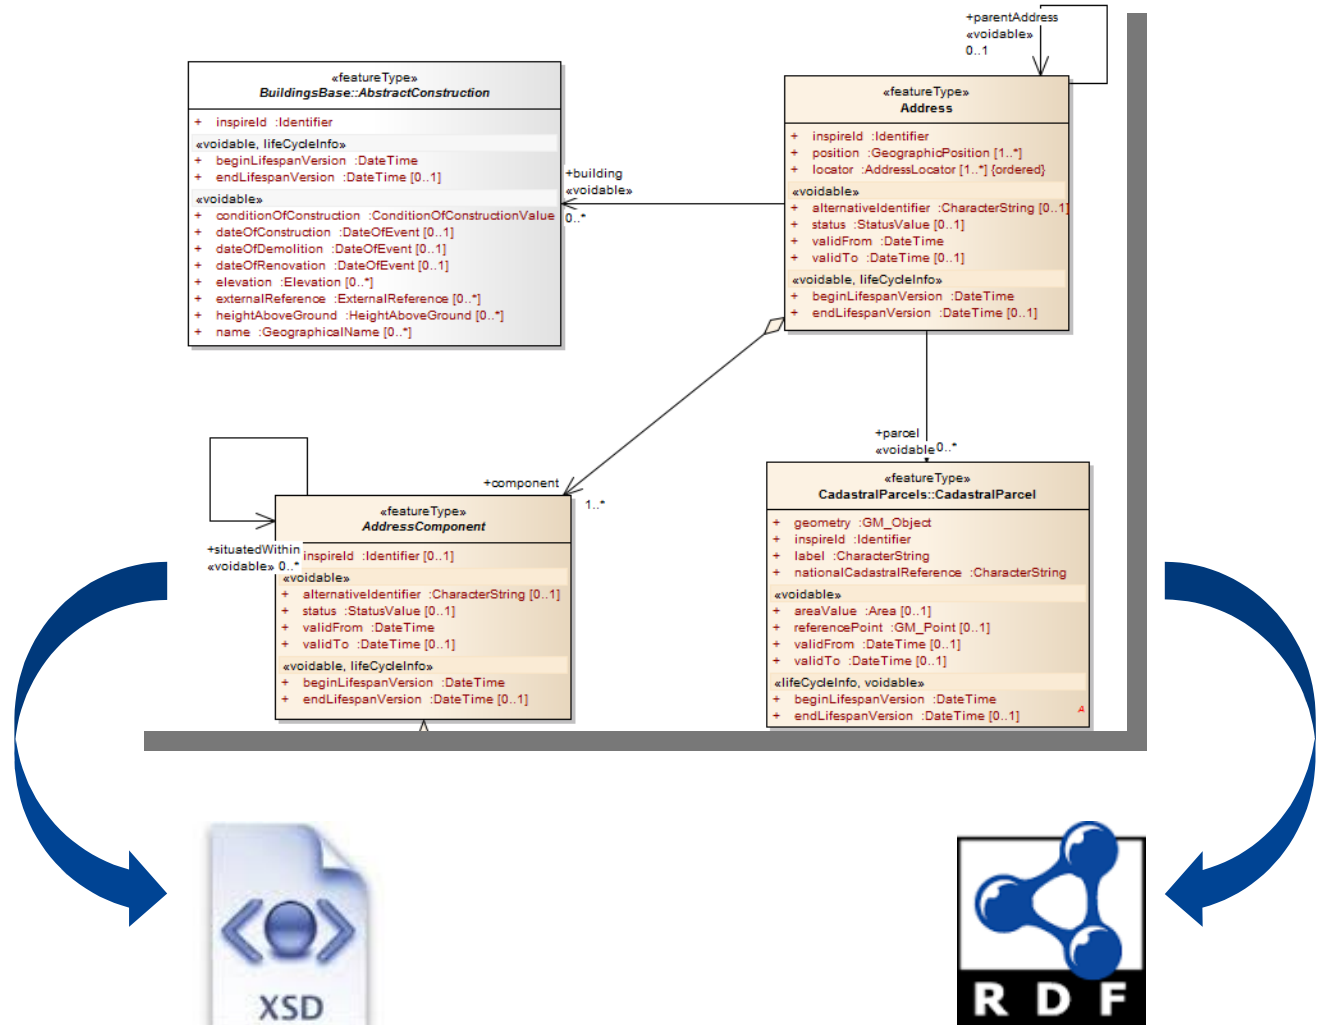 +parentAddress
«voidable»
0..1
«featureType»
BuildingsBase::AbstractConstruction
+ inspireId :Identifier
«voidable, lifeCycleInfo»
+ beginLifespanVersion :DateTime
+ endLifespanVersion :DateTime [0..1]
«voidable»
+ conditionOfConstruction :ConditionOfConstructionValue
+ dateOfConstruction :DateOfEvent [0..1]
+ dateOfDemolition :DateOfEvent [0..1]
+ dateOfRenovation :DateOfEvent [0..1]
+ elevation :Elevation [0..*]
+ externalReference :ExternalReference [0..*]
+ heightAboveGround :HeightAboveGround [0..*]
+ name :GeographicalName [0..*]
+building
«voidable»
0..*
«featureType»
Address
+ inspireId :Identifier
+ position :GeographicPosition [1..*]
+ locator :AddressLocator [1..*] {ordered}
«voidable»
+ alternativeIdentifier :CharacterString [0..1]
+ status :StatusValue [0..1]
+ validFrom :DateTime
+ validTo :DateTime [0..1]
«voidable, lifeCycleInfo»
+ beginLifespanVersion :DateTime
+ endLifespanVersion :DateTime [0..1]
+component
1..*
+parcel
«voidable 0..*
+situatedWithin
«voidable» 0..*
«featureType»
AddressComponent
inspireId :Identifier [0..1]
«voidable»
+ alternativeIdentifier :CharacterString [0..1]
+ status :StatusValue [0..1]
+ validFrom :DateTime
+ validTo :DateTime [0..1]
«voidable, lifeCycleInfo»
+ beginLifespanVersion :DateTime
+ endLifespanVersion :DateTime [0..1]
«featureType»
CadastralParcels::CadastralParcel
+ geometry :GM_Object
+ inspireId :Identifier
+ label :CharacterString
+ nationalCadastralReference :CharacterString
«voidable»
+ areaValue :Area [0..1]
+ referencePoint :GM_Point [0..1]
+ validFrom :DateTime [0..1]
+ validTo :DateTime [0..1]
«lifeCycleInfo, voidable»
+ beginLifespanVersion :DateTime
+ endLifespanVersion :DateTime [0..1]
A
XSD
RDF